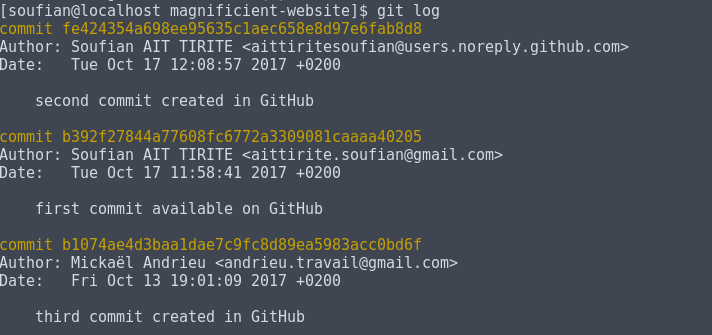 [soufian@localhost magnificient-website]$ git log
commit fe424354a698ee95635c1aec658e8d97e6fab8d8
Author: Soufian AIT TIRITE <aittiritesoufian@users.noreply.github.com>
Date:   Tue Oct 17 12:08:57 2017 +0200
second commit created in GitHub
commit b392f27844a77608fc6772a3309081caaaa40205
Author: Soufian AIT TIRITE <aittirite.soufian@gmail.com>
Date:   Tue Oct 17 11:58:41 2017 +0200
first commit available on GitHub
commit b1074ae4d3baa1dae7c9fc8d89ea5983acc0bd6f
Author: Mickaël Andrieu <andrieu.travail@gmail.com>
Date:   Fri Oct 13 19:01:09 2017 +0200
third commit created in GitHub